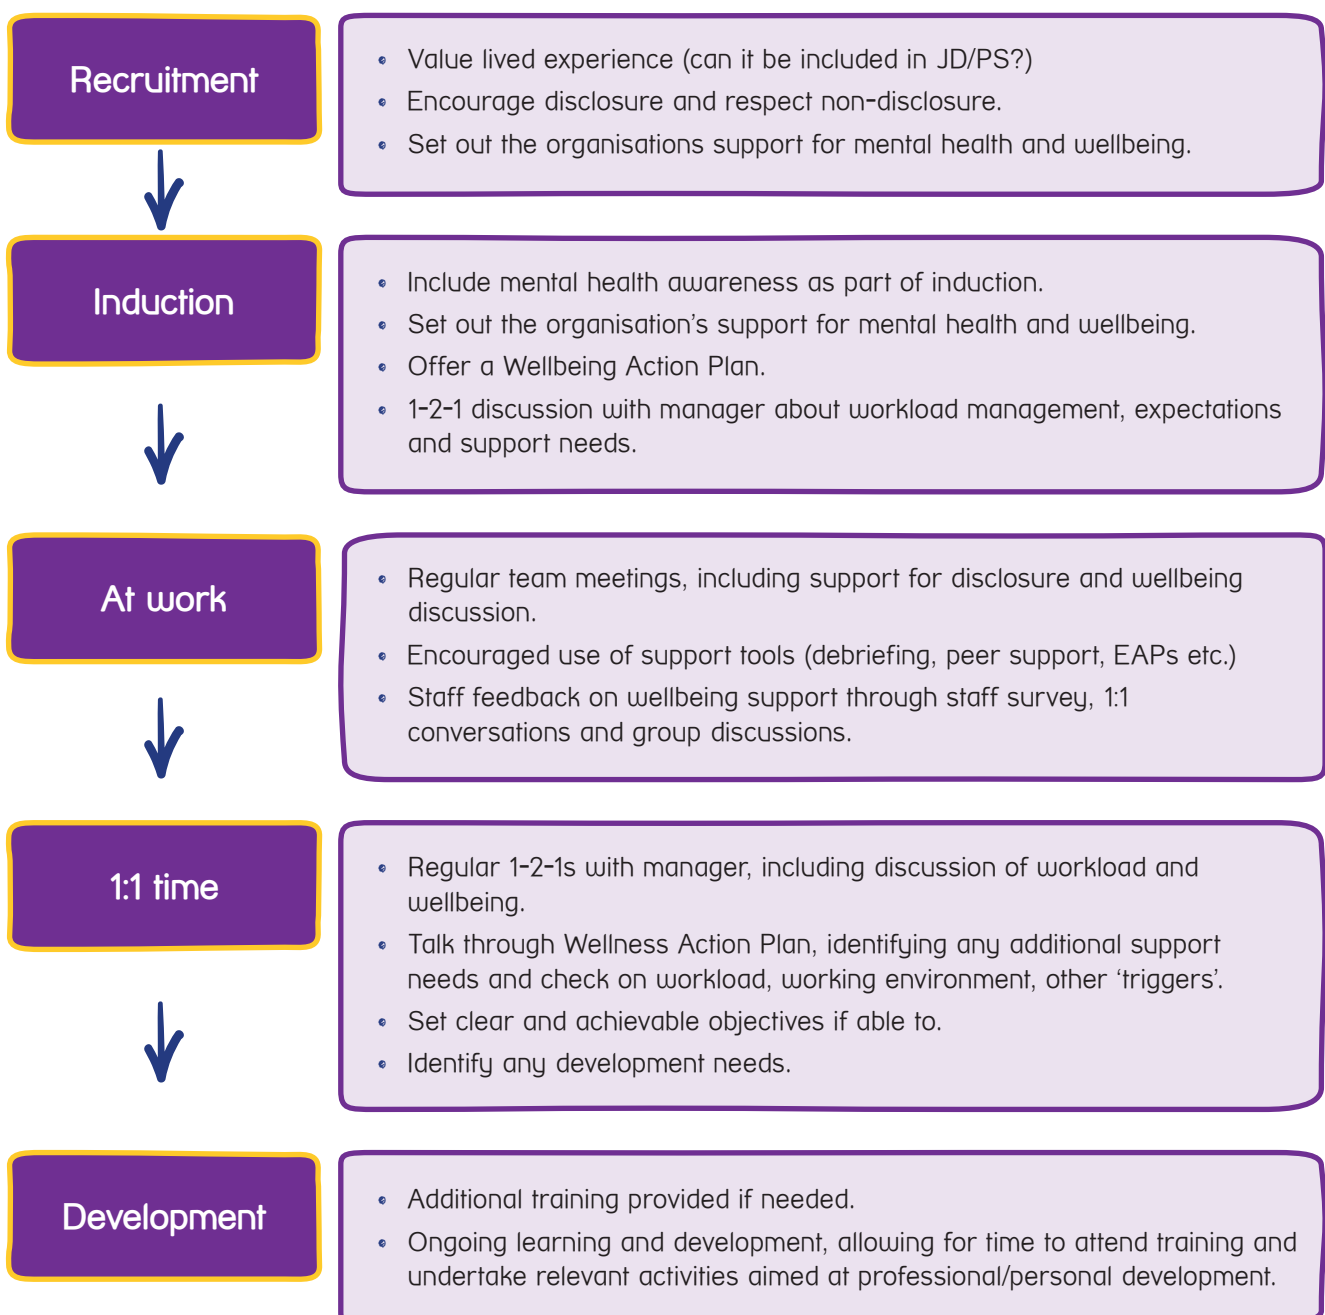 Recruitment
• Value lived experience (can it be included in JD/PS?)
• Encourage disclosure and respect non-disclosure.
• Set out the organisations support for mental health and wellbeing.
Induction
• Include mental health awareness as part of induction.
• Set out the organisation’s support for mental health and wellbeing.
• Offer a Wellbeing Action Plan.
• 1-2-1 discussion with manager about workload management, expectations
and support needs.
At work
• Regular team meetings, including support for disclosure and wellbeing
discussion.
• Encouraged use of support tools (debriefing, peer support, EAPs etc.)
• Staff feedback on wellbeing support through staff survey, 1:1
conversations and group discussions.
1:1 time
• Regular 1-2-1s with manager, including discussion of workload and
wellbeing.
• Talk through Wellness Action Plan, identifying any additional support
needs and check on workload, working environment, other ‘triggers’.
• Set clear and achievable objectives if able to.
• Identify any development needs.
Development
• Additional training provided if needed.
• Ongoing learning and development, allowing for time to attend training and
undertake relevant activities aimed at professional/personal development.